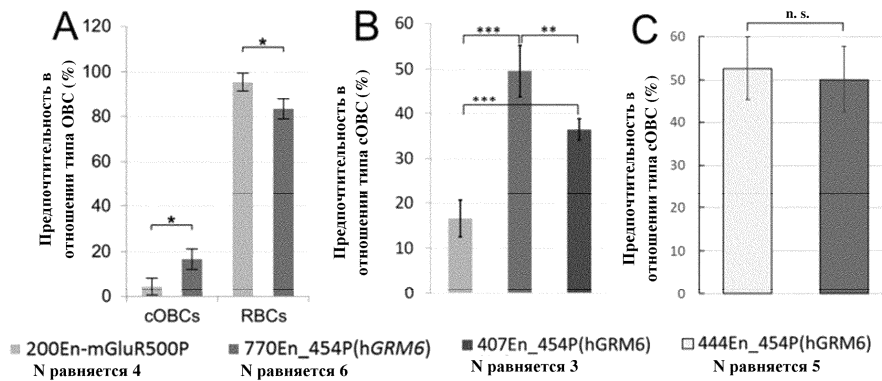 A
B
C
Предпочтительность в
отношении типа ОВС (%)
120
100
80
60
40
20
0
*
*
cOBCs
RBCs
Предпочтительность в
отношении типа cOBC (%)
60
50
40
30
20
10
0
***
**
***
Предпочтительность в
отношении типа cOBC (%)
60
50
40
30
20
10
0
n. s.
200En-mGluR500P
770En_454P(hGRM6)
407En_454P(hGRM6)
444En_454P(hGRM6)
N равняется 4
N равняется 6
N равняется 3
N равняется 5